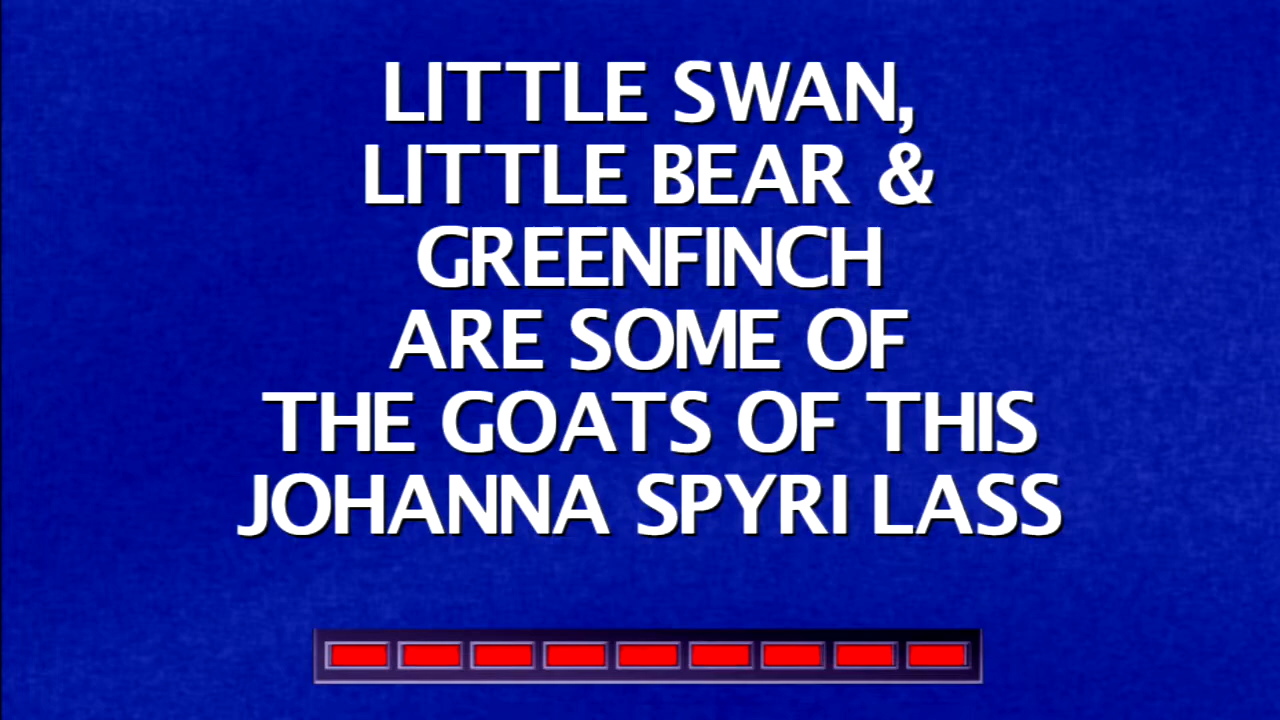 LITTLE SWAN,
LITTLE BEAR &
GREENFINCH
ARE SOME OF
THE GOATS OF THIS
JOHANNA SPYRI LASS